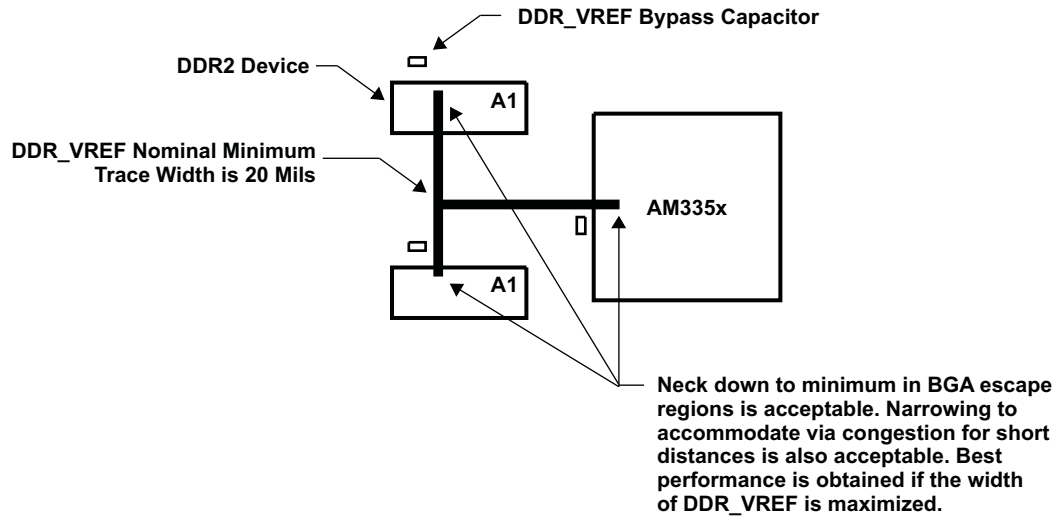 DDR_VREF Bypass Capacitor
DDR2 Device
A1
DDR_VREF Nominal Minimum
Trace Width is 20 Mils
AM335x
A1
Neck down to minimum in BGA escape
regions is acceptable. Narrowing to
accommodate via congestion for short
distances is also acceptable. Best
performance is obtained if the width
of DDR_VREF is maximized.